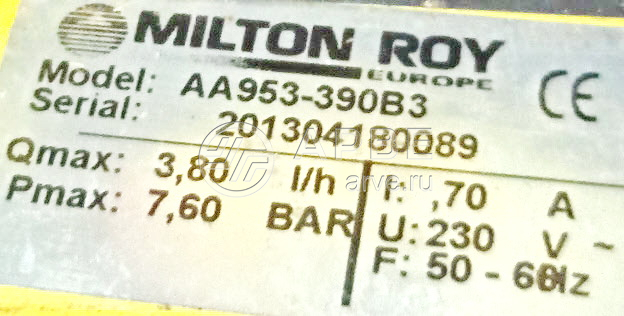 MILTON ROY
EUROPE
Model: AA953-390B3
Serial: 201304180089
CE
Qmax: 3,80 l/h
Pmax: 7,60 BAR
I: ,70 A
U: 230 V ~
F: 50 - 60Hz
arve.ru